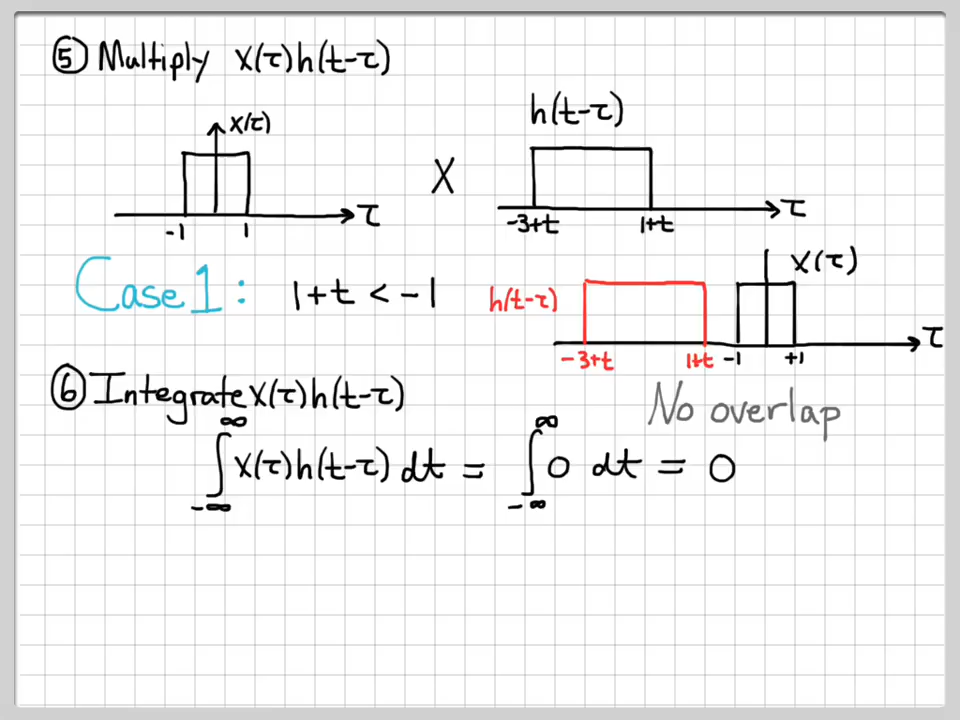 ⑤ Multiply x(τ)h(t-τ)
x(τ)
h(t-τ)
X
τ
τ
-1 1
-3+t 1+t
Case 1: 1+t < -1
h(t-τ)
x(τ)
τ
-3+t 1+t -1 +1
No overlap
⑥ Integrate x(τ)h(t-τ)
∫_{-∞}^{∞} x(τ)h(t-τ) dt = ∫_{-∞}^{∞} 0 dt = 0